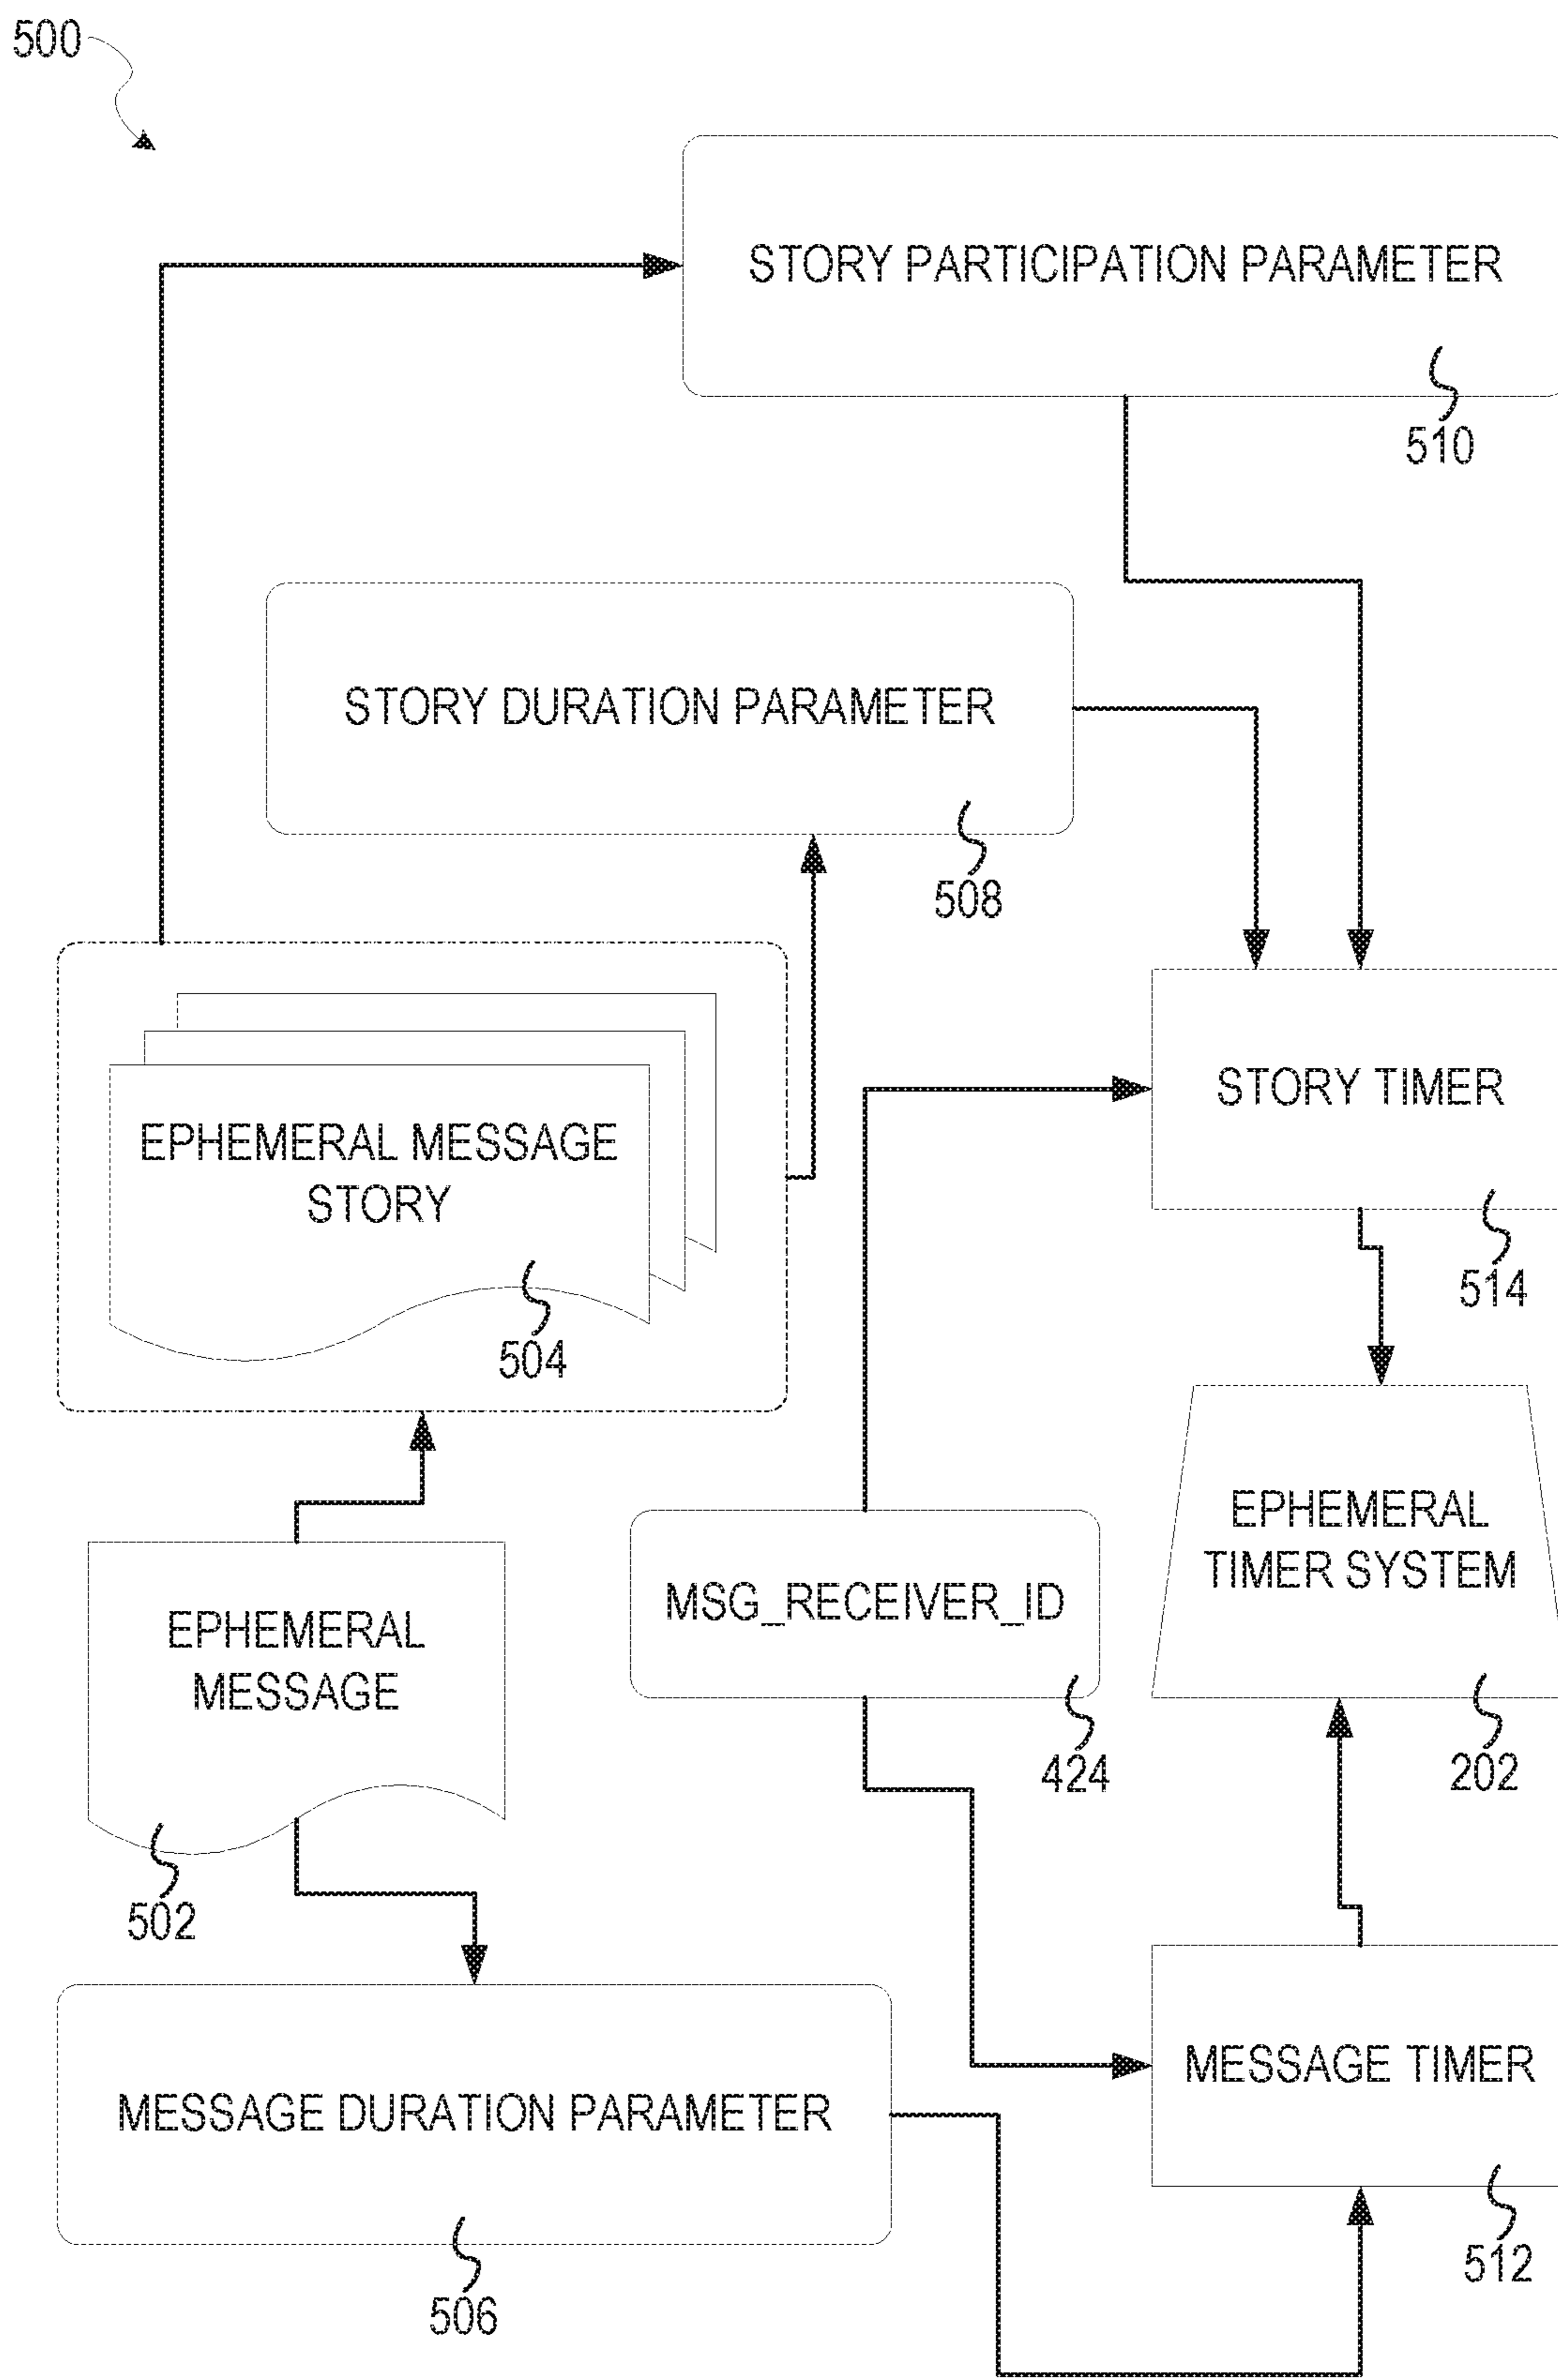 500
STORY PARTICIPATION PARAMETER
510
STORY DURATION PARAMETER
508
EPHEMERAL MESSAGE
STORY
504
STORY TIMER
514
EPHEMERAL
TIMER SYSTEM
202
MSG_RECEIVER_ID
424
EPHEMERAL
MESSAGE
502
MESSAGE DURATION PARAMETER
506
MESSAGE TIMER
512